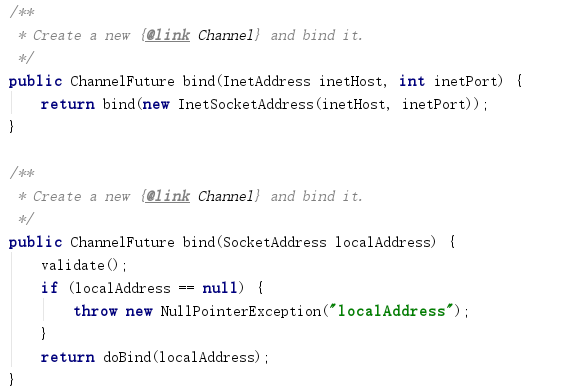 /**
 * Create a new {@link Channel} and bind it.
 */
public ChannelFuture bind(InetAddress inetHost, int inetPort) {
    return bind(new InetSocketAddress(inetHost, inetPort));
}

/**
 * Create a new {@link Channel} and bind it.
 */
public ChannelFuture bind(SocketAddress localAddress) {
    validate();
    if (localAddress == null) {
        throw new NullPointerException("localAddress");
    }
    return doBind(localAddress);
}